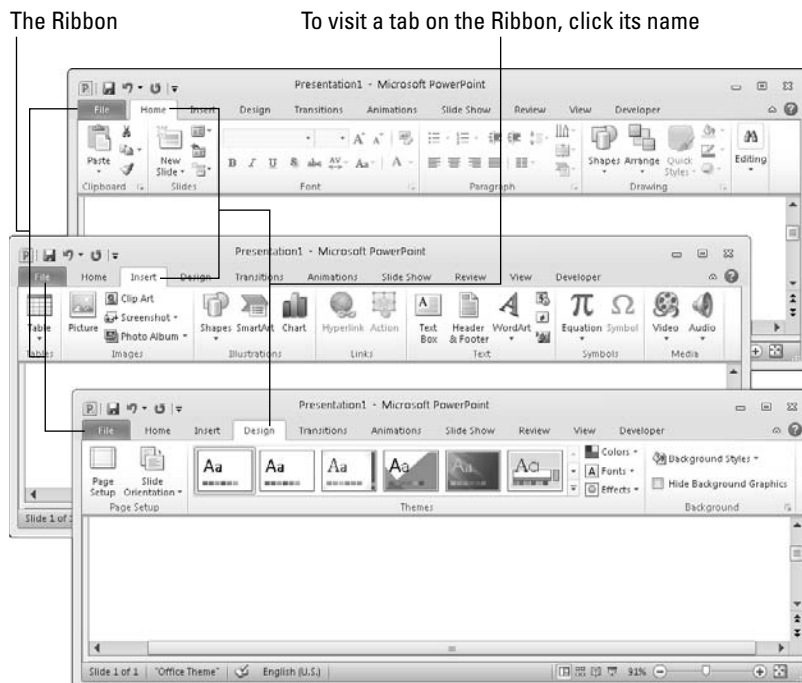 The Ribbon
To visit a tab on the Ribbon, click its name
Presentation1 - Microsoft PowerPoint
File Home Insert Design Transitions Animations Slide Show Review View Developer
Paste
New Slide
B I U S abc AV Aa A
Shapes Arrange Quick Styles
Editing
Clipboard Slides Font Paragraph Drawing
Presentation1 - Microsoft PowerPoint
File Home Insert Design Transitions Animations Slide Show Review View Developer
Table
Picture
Clip Art
Screenshot
Photo Album
Shapes SmartArt Chart
Hyperlink Action
Text Box
Header & Footer
WordArt
Equation Symbol
Video Audio
Tables Images Illustrations Links Text Symbols Media
Presentation1 - Microsoft PowerPoint
File Home Insert Design Transitions Animations Slide Show Review View Developer
Page Setup
Slide Orientation
Aa Aa Aa Aa Aa Aa
Colors
Fonts
Effects
Background Styles
Hide Background Graphics
Page Setup Themes Background
Slide 1 of
Slide 1 of 1 "Office Theme" English (U.S.) 91%